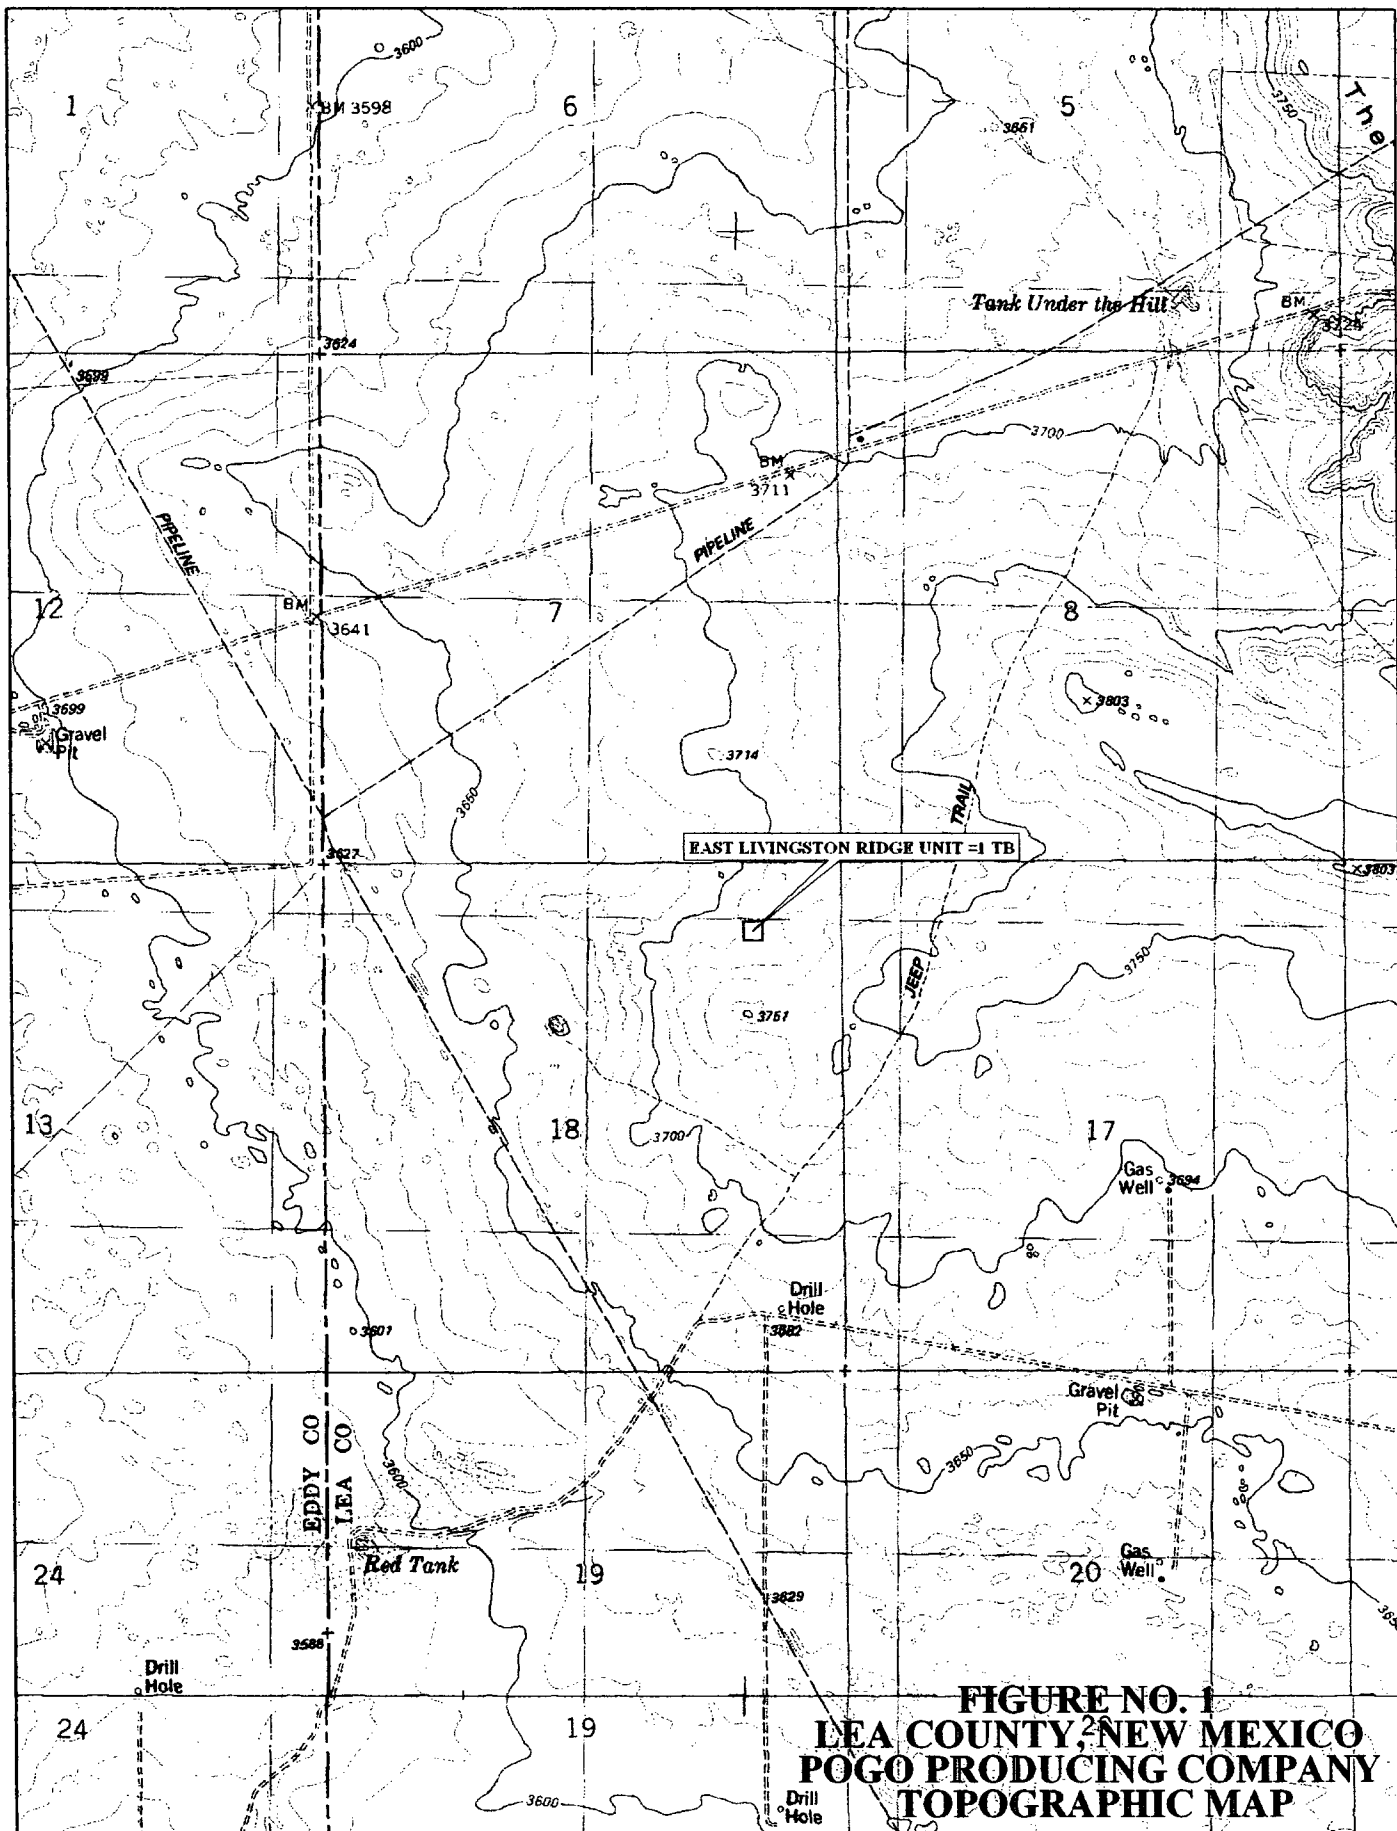 3600
1
BM 3598
6
5
3661
3750
The
Tank Under the Hill
BM
3724
3624
3599
3700
BM
3711
PIPELINE
PIPELINE
12
BM
3641
7
8
3699
Gravel
Pit
3803
3714
3650
TRAIL
EAST LIVINGSTON RIDGE UNIT =1 TB
3627
3803
3750
JEEP
3761
13
18
3700
17
Gas
Well
3694
Drill
Hole
3682
3601
Gravel
Pit
EDDY CO
LEA CO
3600
3650
Red Tank
24
19
20
Gas
Well
3629
3588
Drill
Hole
FIGURE NO. 1
24
19
LEA COUNTY, NEW MEXICO
POGO PRODUCING COMPANY
3600
Drill
Hole
TOPOGRAPHIC MAP